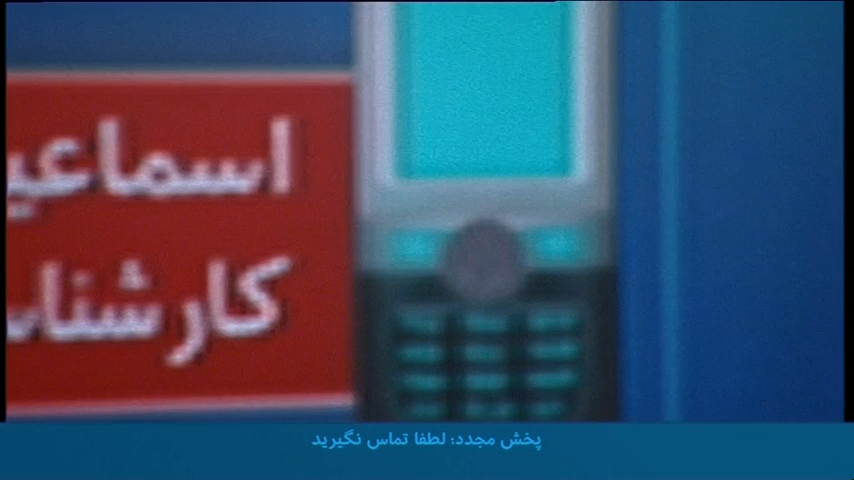 اسماعی
کارشنا
پخش مجدد؛ لطفا تماس نگیرید